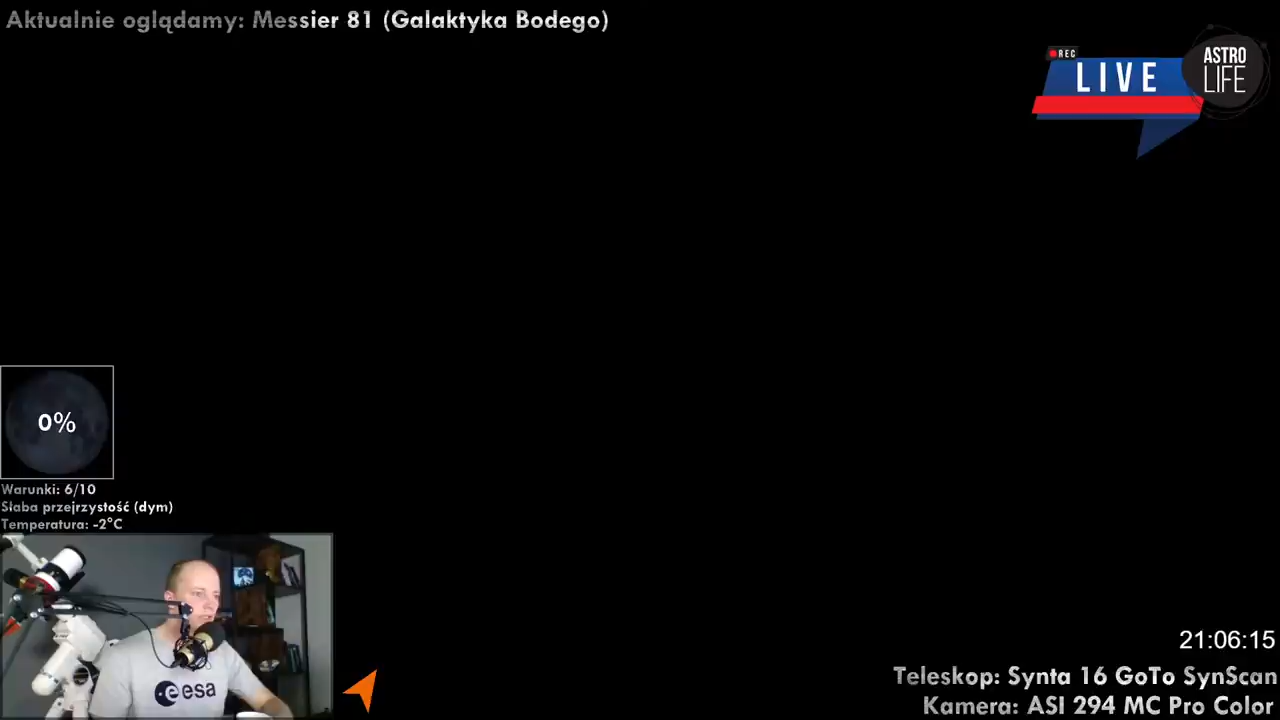 Aktualnie oglądamy: Messier 81 (Galaktyka Bodego)
REC
LIVE
ASTRO
LIFE
0%
Warunki: 6/10
Słaba przejrzystość (dym)
Temperatura: -2°C
esa
21:06:15
Teleskop: Synta 16 GoTo SynScan
Kamera: ASI 294 MC Pro Color